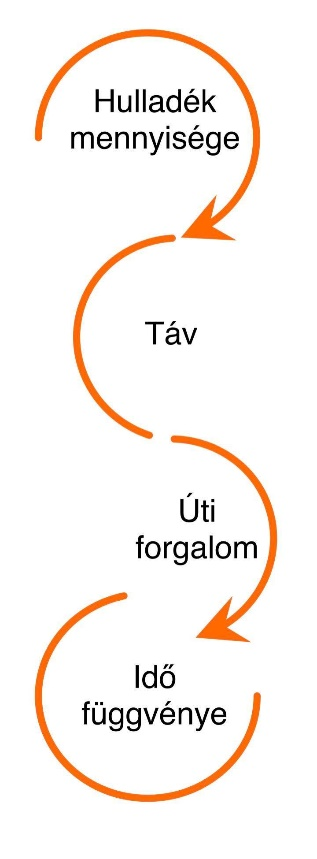 Hulladék
mennyisége
Táv
Úti
forgalom
Idő
függvénye